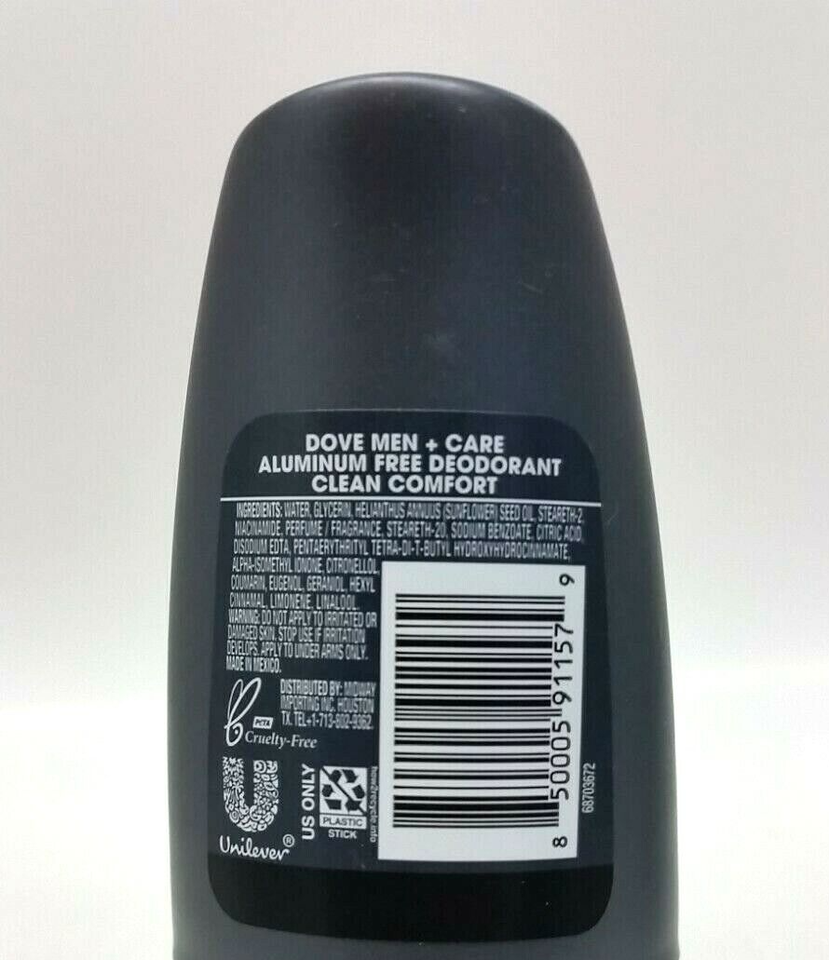 DOVE MEN + CARE
ALUMINUM FREE DEODORANT
CLEAN COMFORT
INGREDIENTS: WATER, GLYCERIN, HELIANTHUS ANNUUS (SUNFLOWER) SEED OIL, STEARETH-2,
NIACINAMIDE, PERFUME / FRAGRANCE, STEARETH-20, SODIUM BENZOATE, CITRIC ACID,
DISODIUM EDTA, PENTAERYTHRITYL TETRA-DI-T-BUTYL HYDROXYHYDROCINNAMATE,
ALPHA-ISOMETHYL IONONE, CITRONELLOL,
COUMARIN, EUGENOL, GERANIOL, HEXYL
CINNAMAL, LIMONENE, LINALOOL.
WARNING: DO NOT APPLY TO IRRITATED OR
DAMAGED SKIN. STOP USE IF IRRITATION
DEVELOPS. APPLY TO UNDER ARMS ONLY.
MADE IN MEXICO.
DISTRIBUTED BY: MIDWAY
IMPORTING INC. HOUSTON
TX. TEL+1-713-802-9362.
PETA
Cruelty-Free
Unilever®
US ONLY
PLASTIC
STICK
how2recycle.info
8 50005 91157 9
68703672